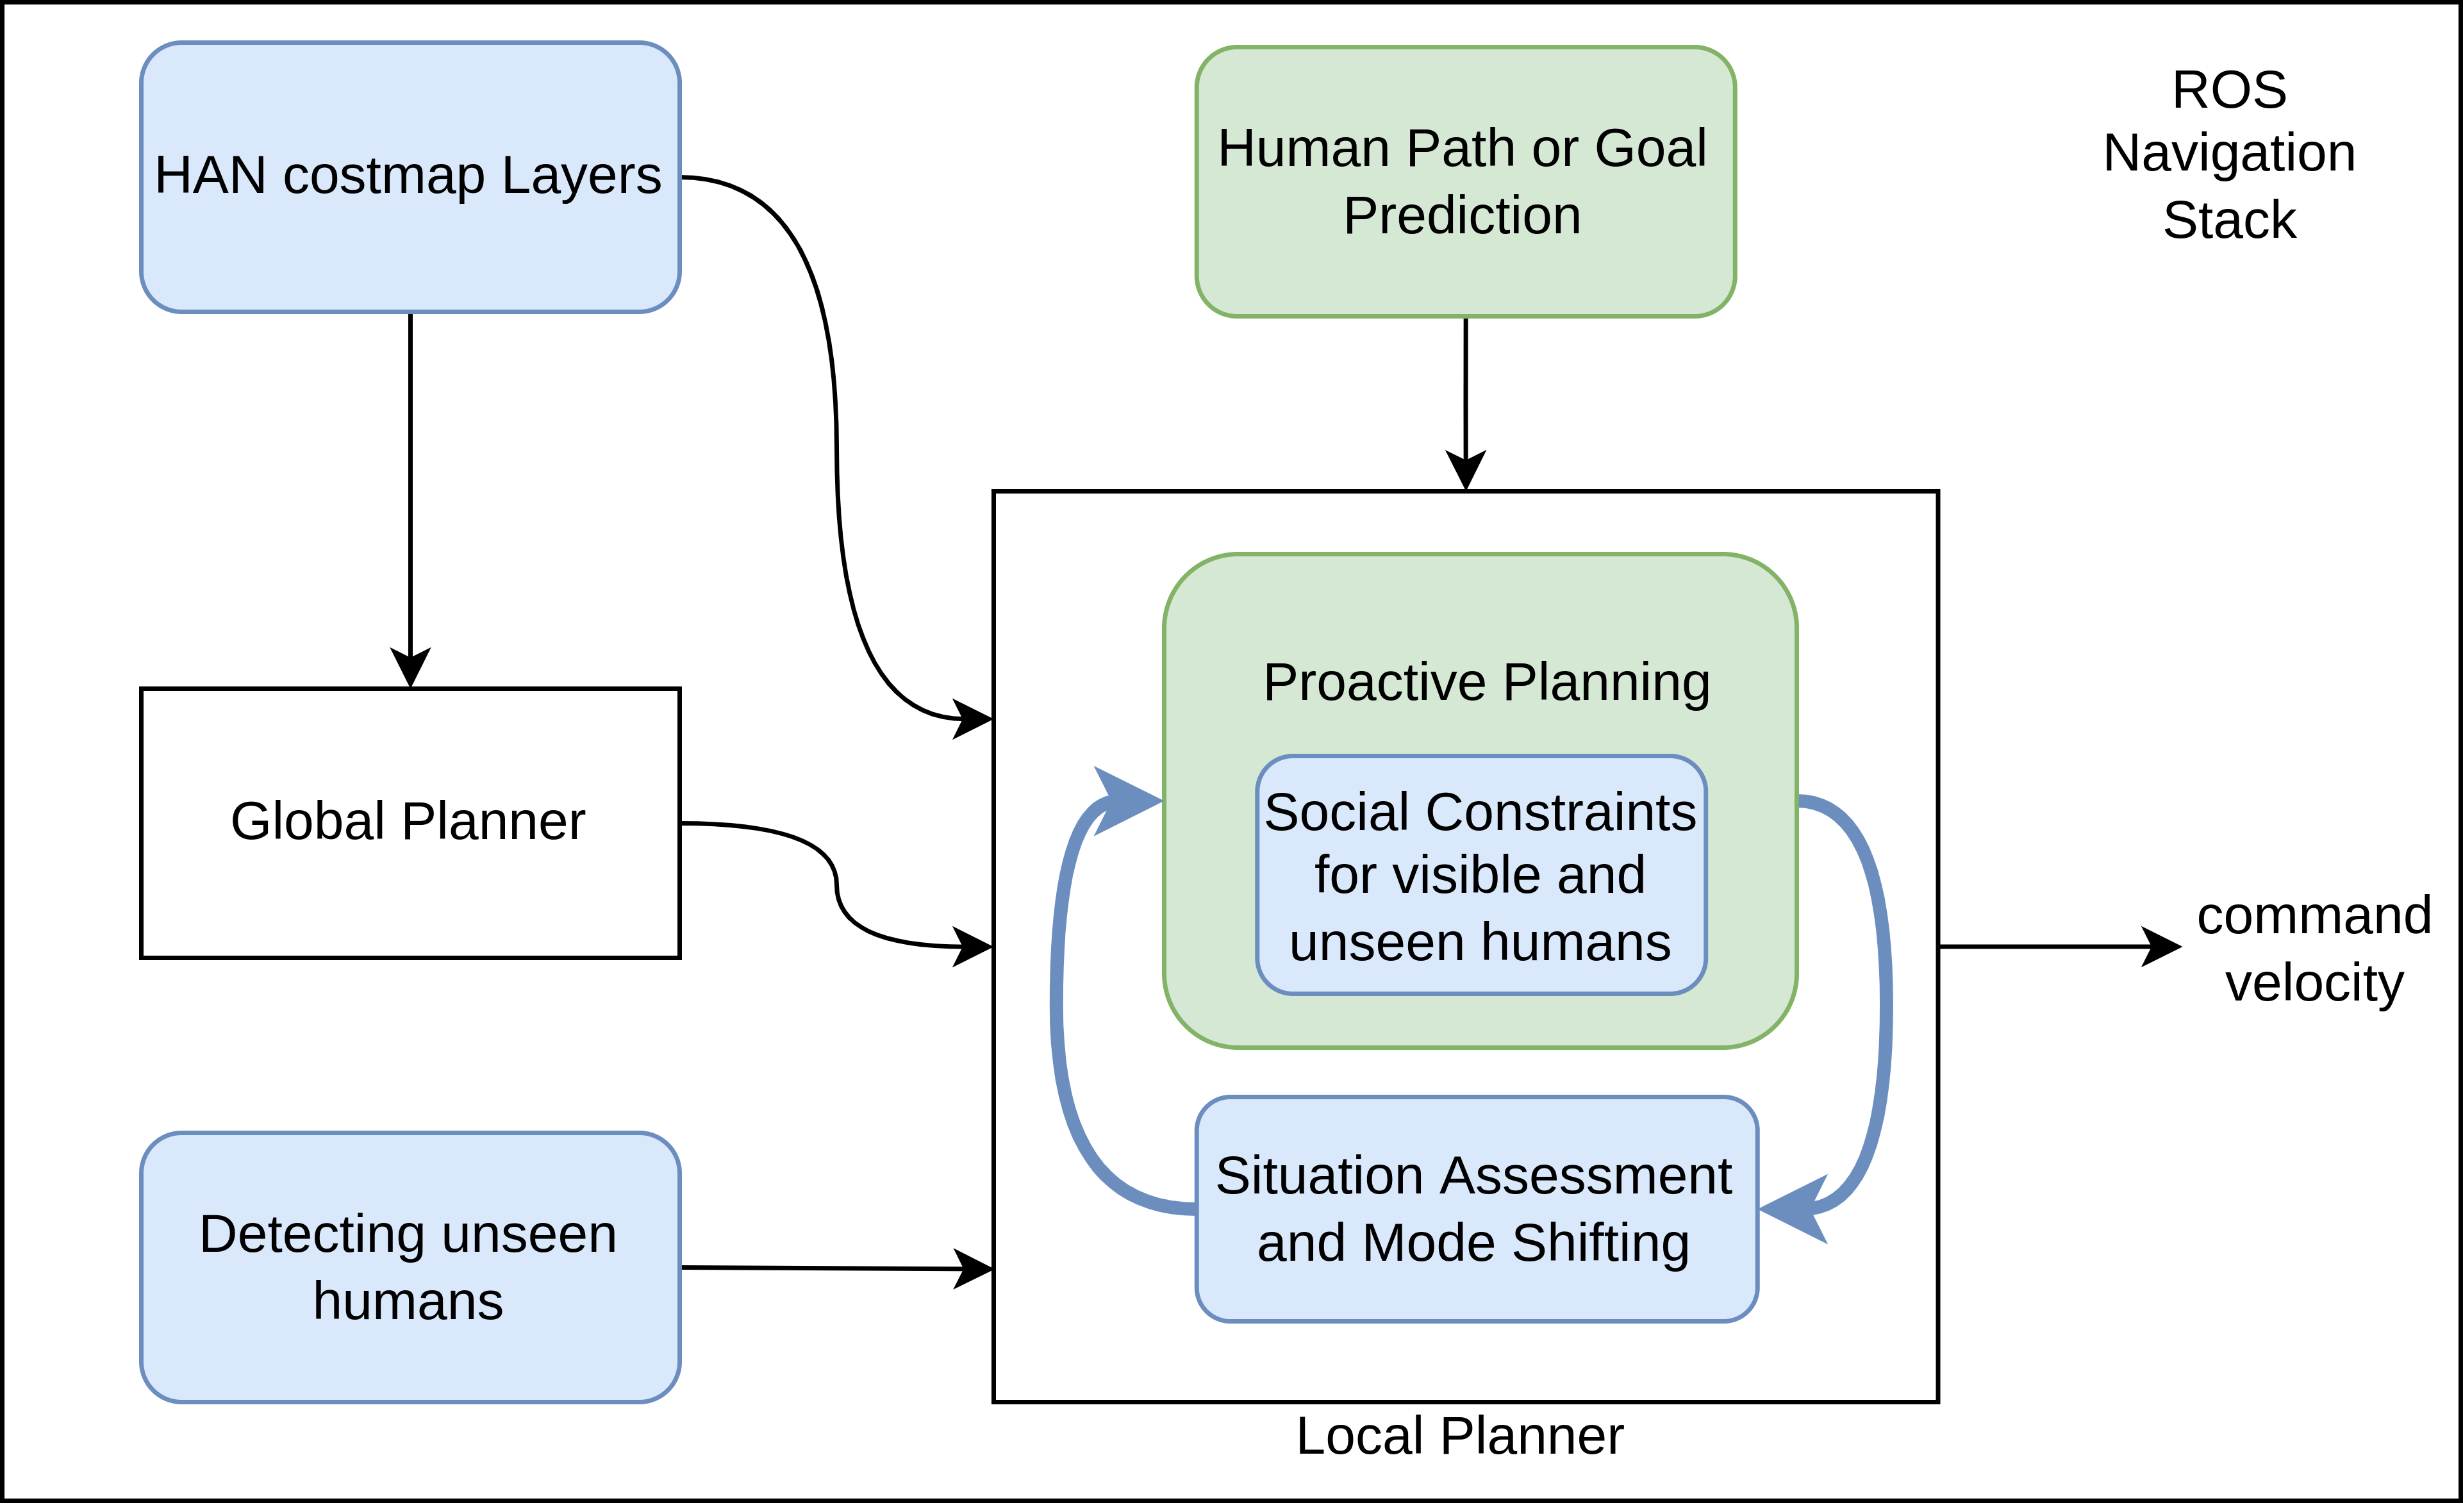 HAN costmap Layers
Human Path or Goal
Prediction
ROS
Navigation
Stack
Global Planner
Proactive Planning
Social Constraints
for visible and
unseen humans
command
velocity
Detecting unseen
humans
Situation Assessment
and Mode Shifting
Local Planner